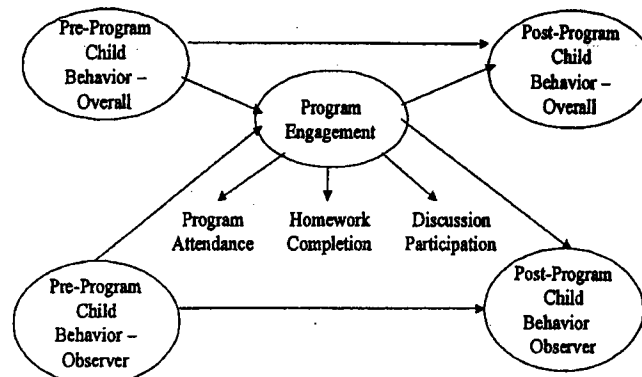 Pre-Program
Child
Behavior –
Overall
Post-Program
Child
Behavior –
Overall
Program
Engagement
Program
Attendance
Homework
Completion
Discussion
Participation
Pre-Program
Child
Behavior –
Observer
Post-Program
Child
Behavior
Observer